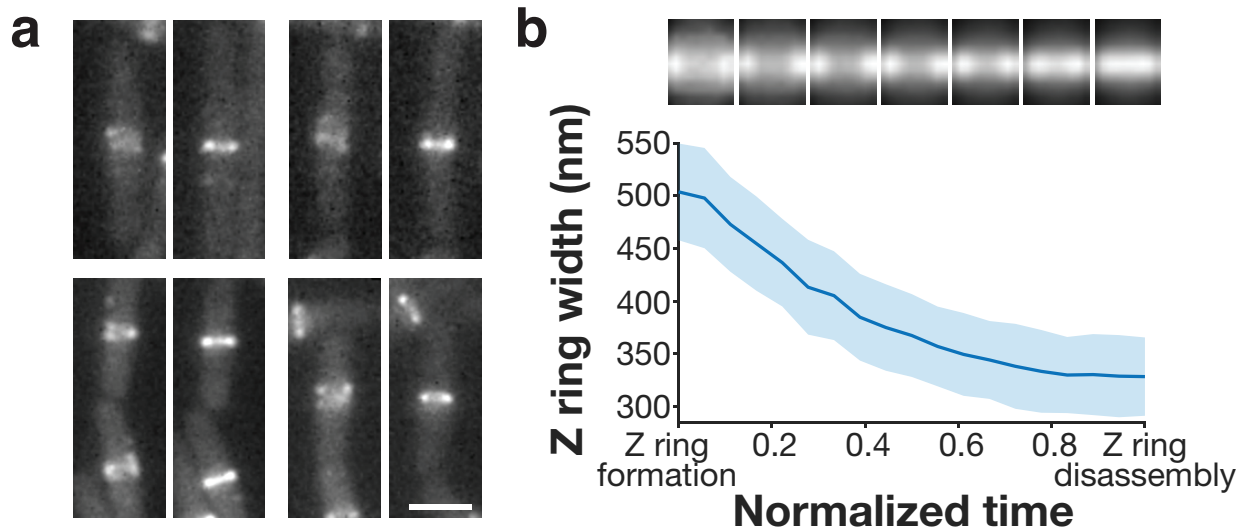 a
b
Z ring width (nm)
550
500
450
400
350
300
Z ring
formation
0.2
0.4
0.6
0.8
Z ring
disassembly
Normalized time